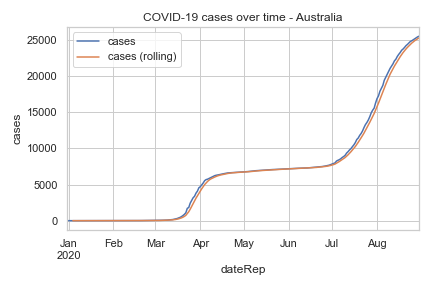 COVID-19 cases over time - Australia
cases
cases (rolling)
25000
20000
15000
10000
5000
0
cases
Jan Feb Mar Apr May Jun Jul Aug
2020
dateRep